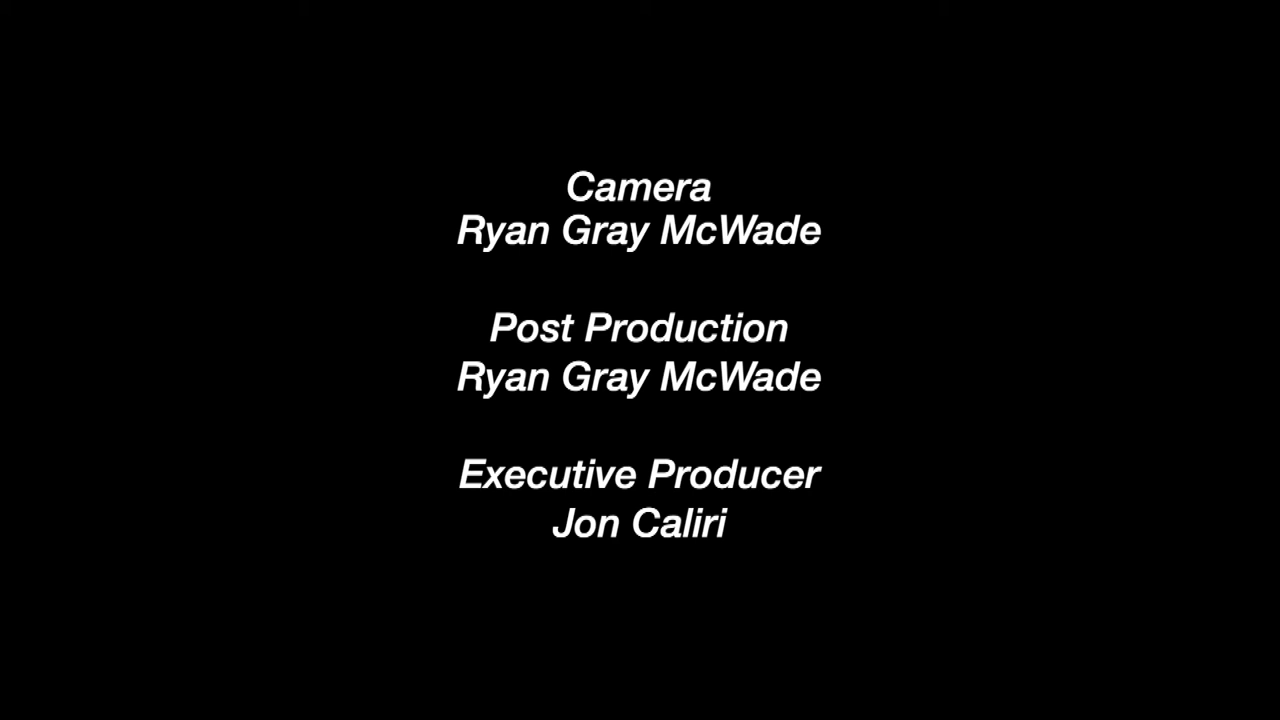 Camera
Ryan Gray McWade
Post Production
Ryan Gray McWade
Executive Producer
Jon Caliri